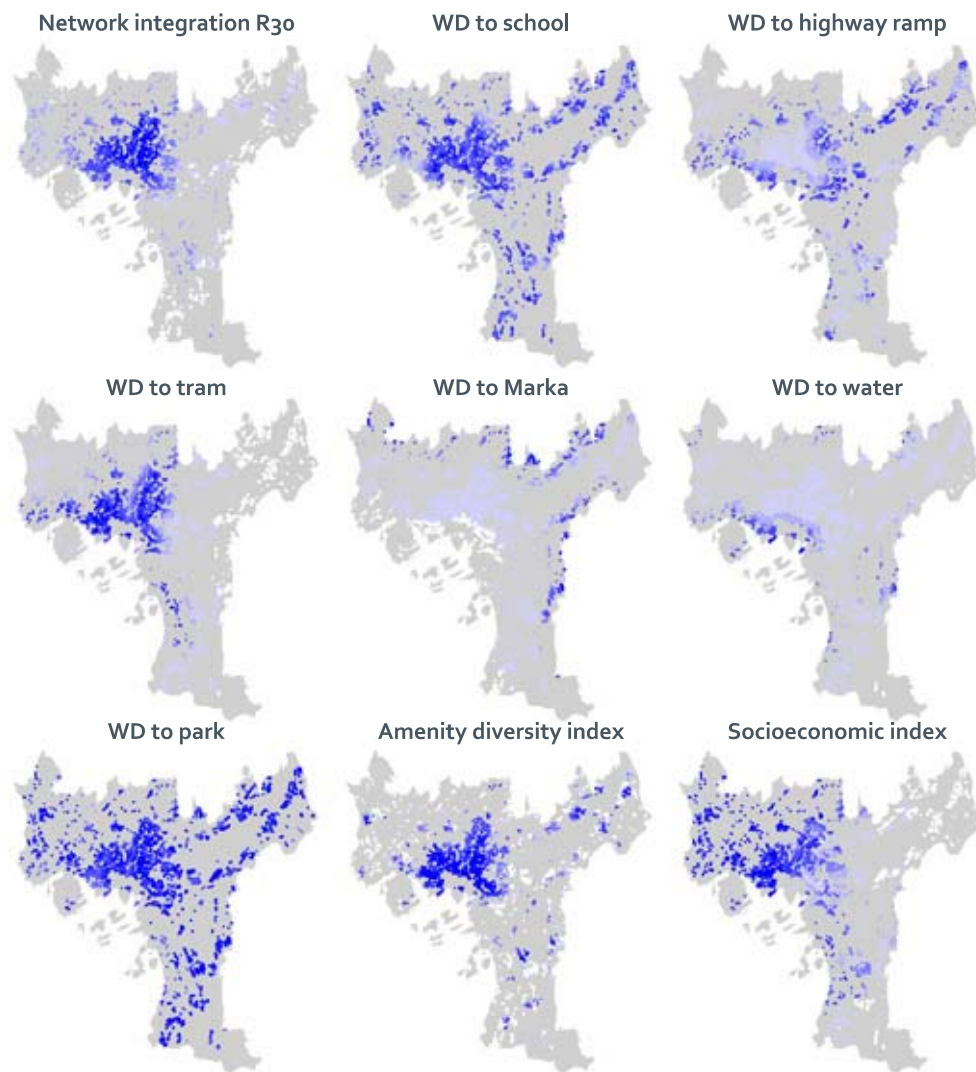 Network integration R30
WD to school
WD to highway ramp
WD to tram
WD to Marka
WD to water
WD to park
Amenity diversity index
Socioeconomic index